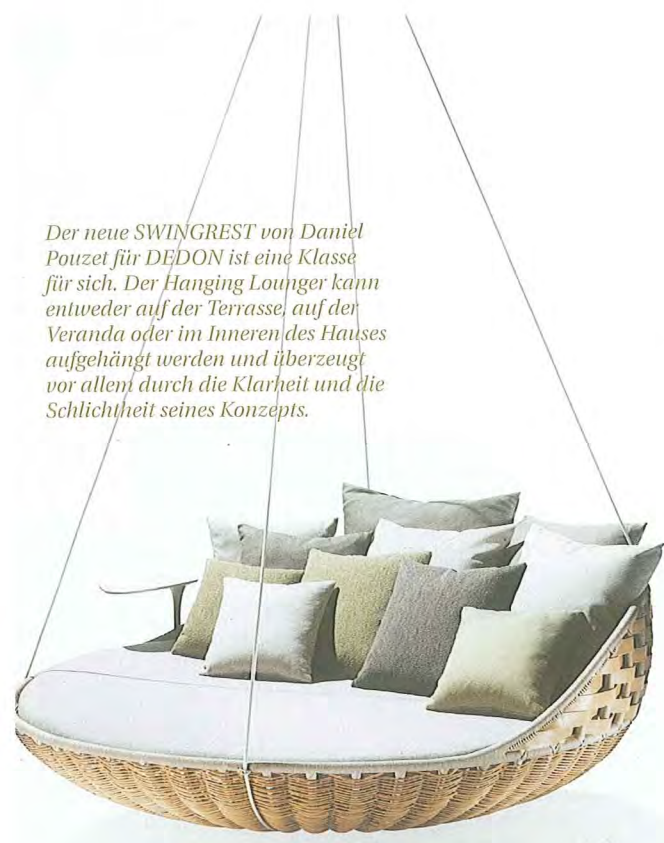 Der neue SWINGREST von Daniel
Pouzet für DEDON ist eine Klasse
für sich. Der Hanging Lounger kann
entweder auf der Terrasse, auf der
Veranda oder im Inneren des Hauses
aufgehängt werden und überzeugt
vor allem durch die Klarheit und die
Schlichtheit seines Konzepts.